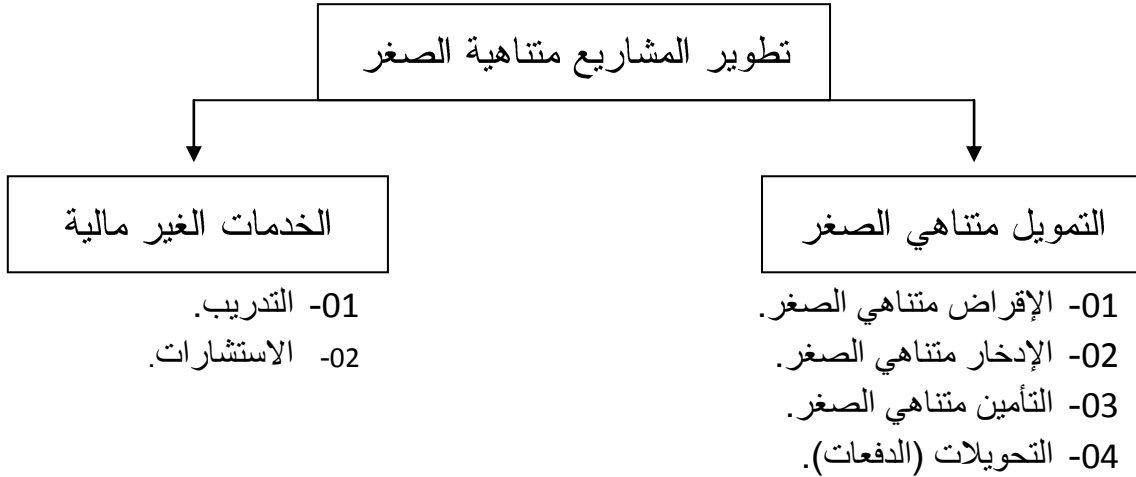 تطوير المشاريع متناهية الصغر
التمويل متناهي الصغر
01- الإقراض متناهي الصغر.
02- الإدخار متناهي الصغر.
03- التأمين متناهي الصغر.
04- التحويلات (الدفعات).
الخدمات الغير مالية
01- التدريب.
02- الاستشارات.